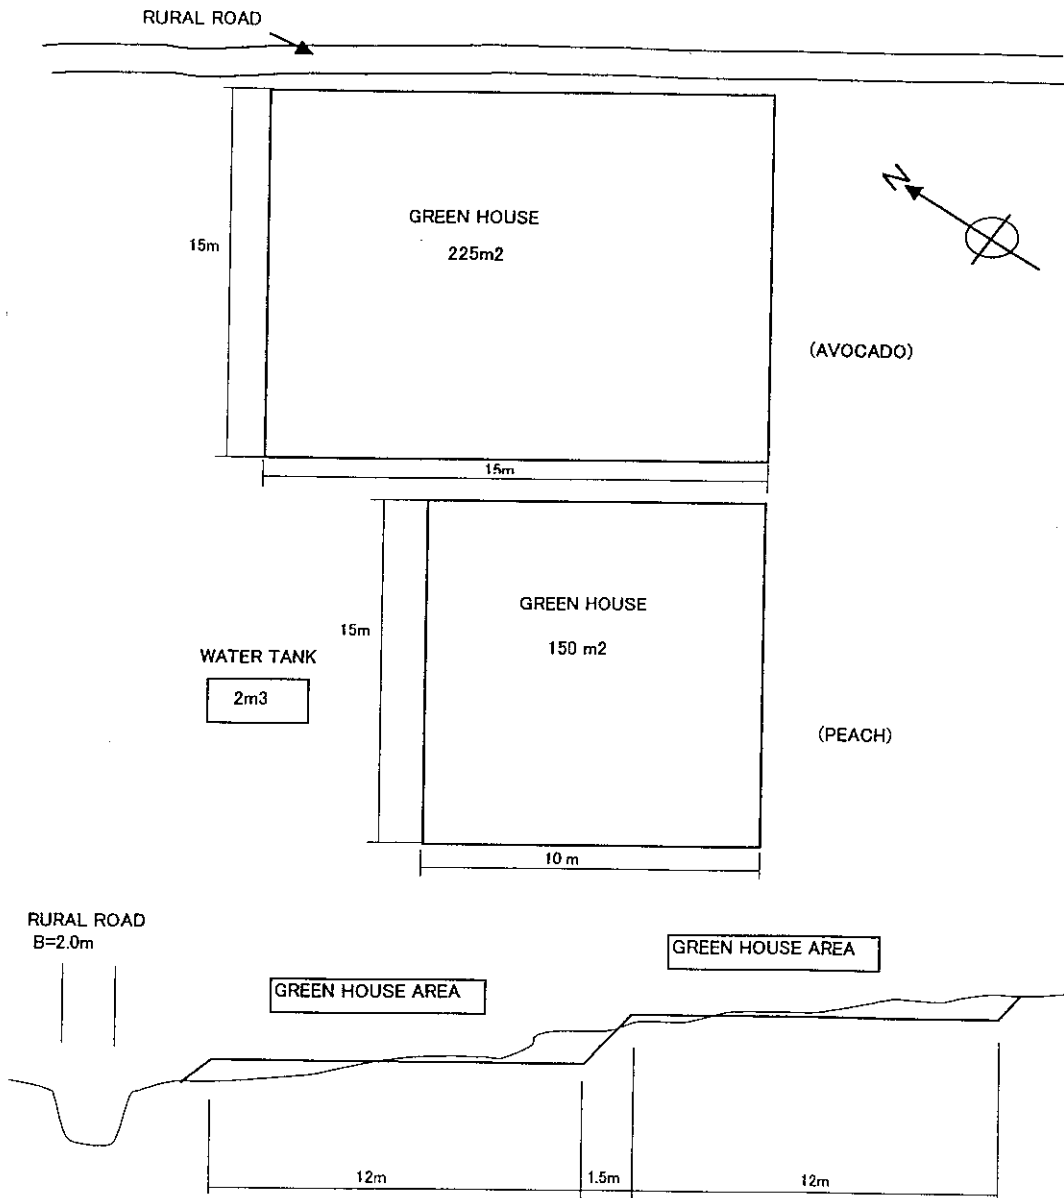 RURAL ROAD
N
GREEN HOUSE
225m2
15m
(AVOCADO)
15m
GREEN HOUSE
150 m2
15m
WATER TANK
2m3
(PEACH)
10 m
RURAL ROAD
B=2.0m
GREEN HOUSE AREA
GREEN HOUSE AREA
12m
1.5m
12m